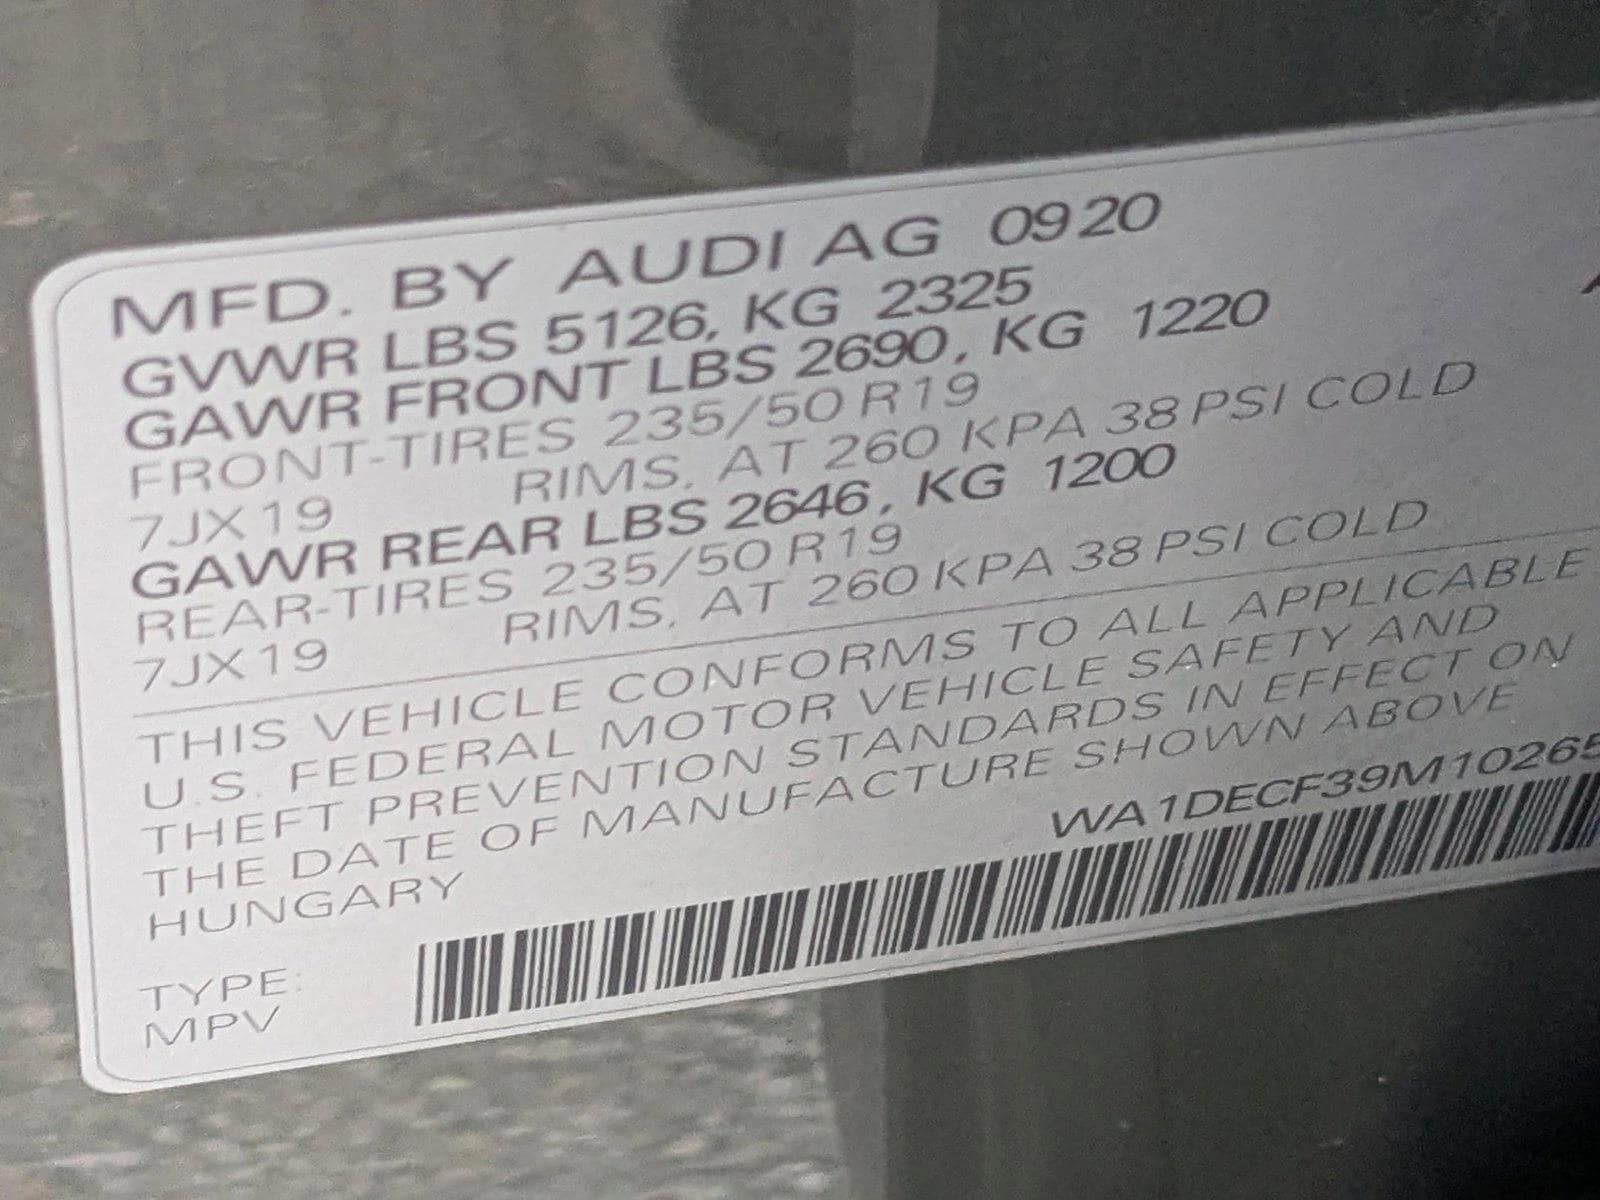 MFD. BY AUDI AG 0920
GVWR LBS 5126, KG 2325
GAWR FRONT LBS 2690, KG 1220
FRONT-TIRES 235/50 R19
7JX19 RIMS, AT 260 KPA 38 PSI COLD
GAWR REAR LBS 2646, KG 1200
REAR-TIRES 235/50 R19
7JX19 RIMS, AT 260 KPA 38 PSI COLD
THIS VEHICLE CONFORMS TO ALL APPLICABLE
U.S. FEDERAL MOTOR VEHICLE SAFETY AND
THEFT PREVENTION STANDARDS IN EFFECT ON
THE DATE OF MANUFACTURE SHOWN ABOVE
HUNGARY
WA1DECF39M10265
TYPE:
MPV